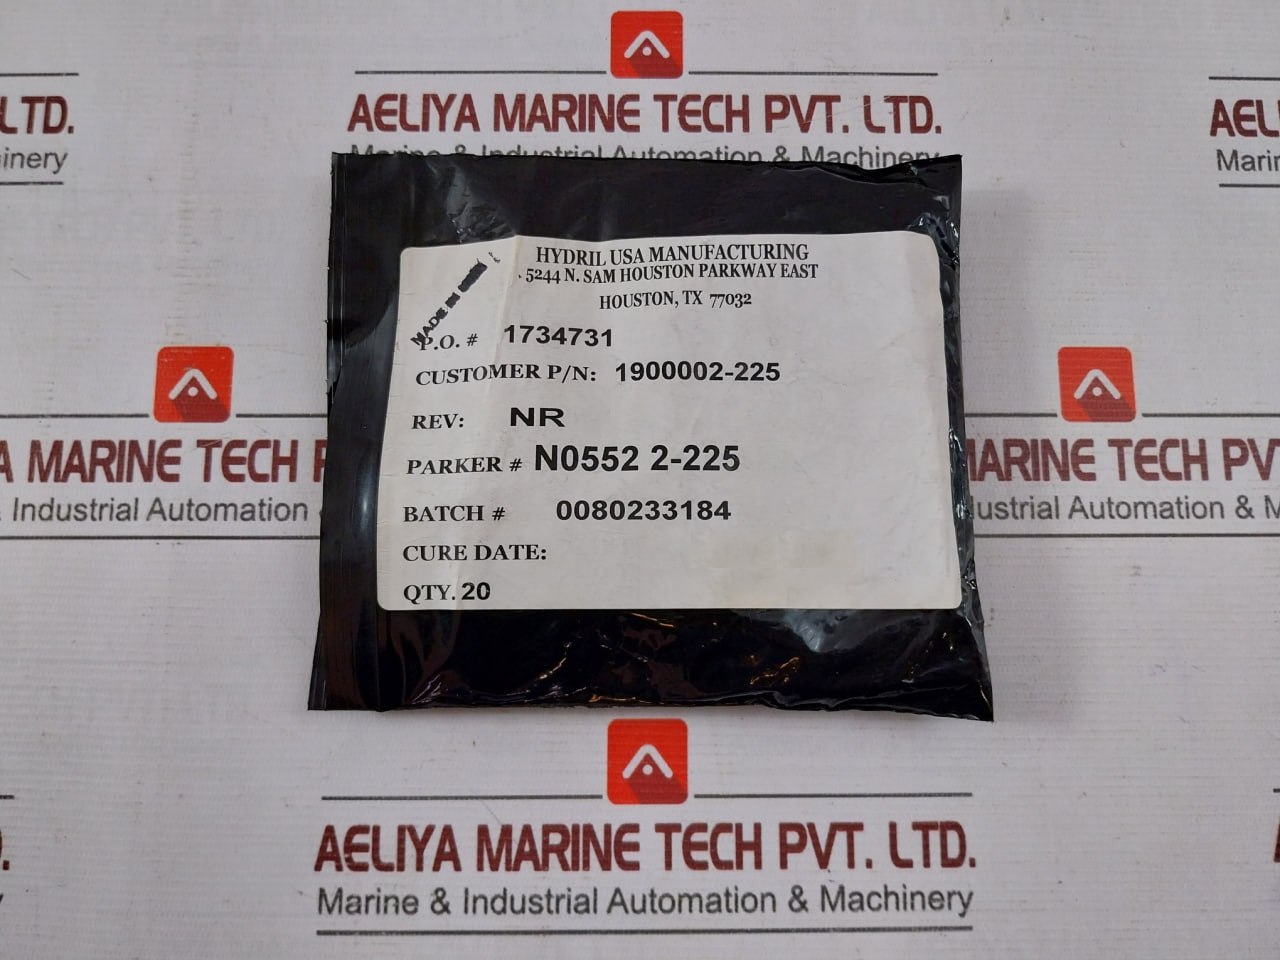 AELIYA MARINE TECH PVT. LTD.
Marine & Industrial Automation & Machinery
LTD.
inery
AEL
Marin
HYDRIL USA MANUFACTURING
5244 N. SAM HOUSTON PARKWAY EAST
HOUSTON, TX 77032
MADE IN
P.O. # 1734731
CUSTOMER P/N: 1900002-225
REV: NR
PARKER # N0552 2-225
BATCH # 0080233184
CURE DATE:
QTY. 20
A MARINE TECH P
& Industrial Automation
MARINE TECH PV
ustrial Automation & M
AELIYA MARINE TECH PVT. LTD.
Marine & Industrial Automation & Machinery